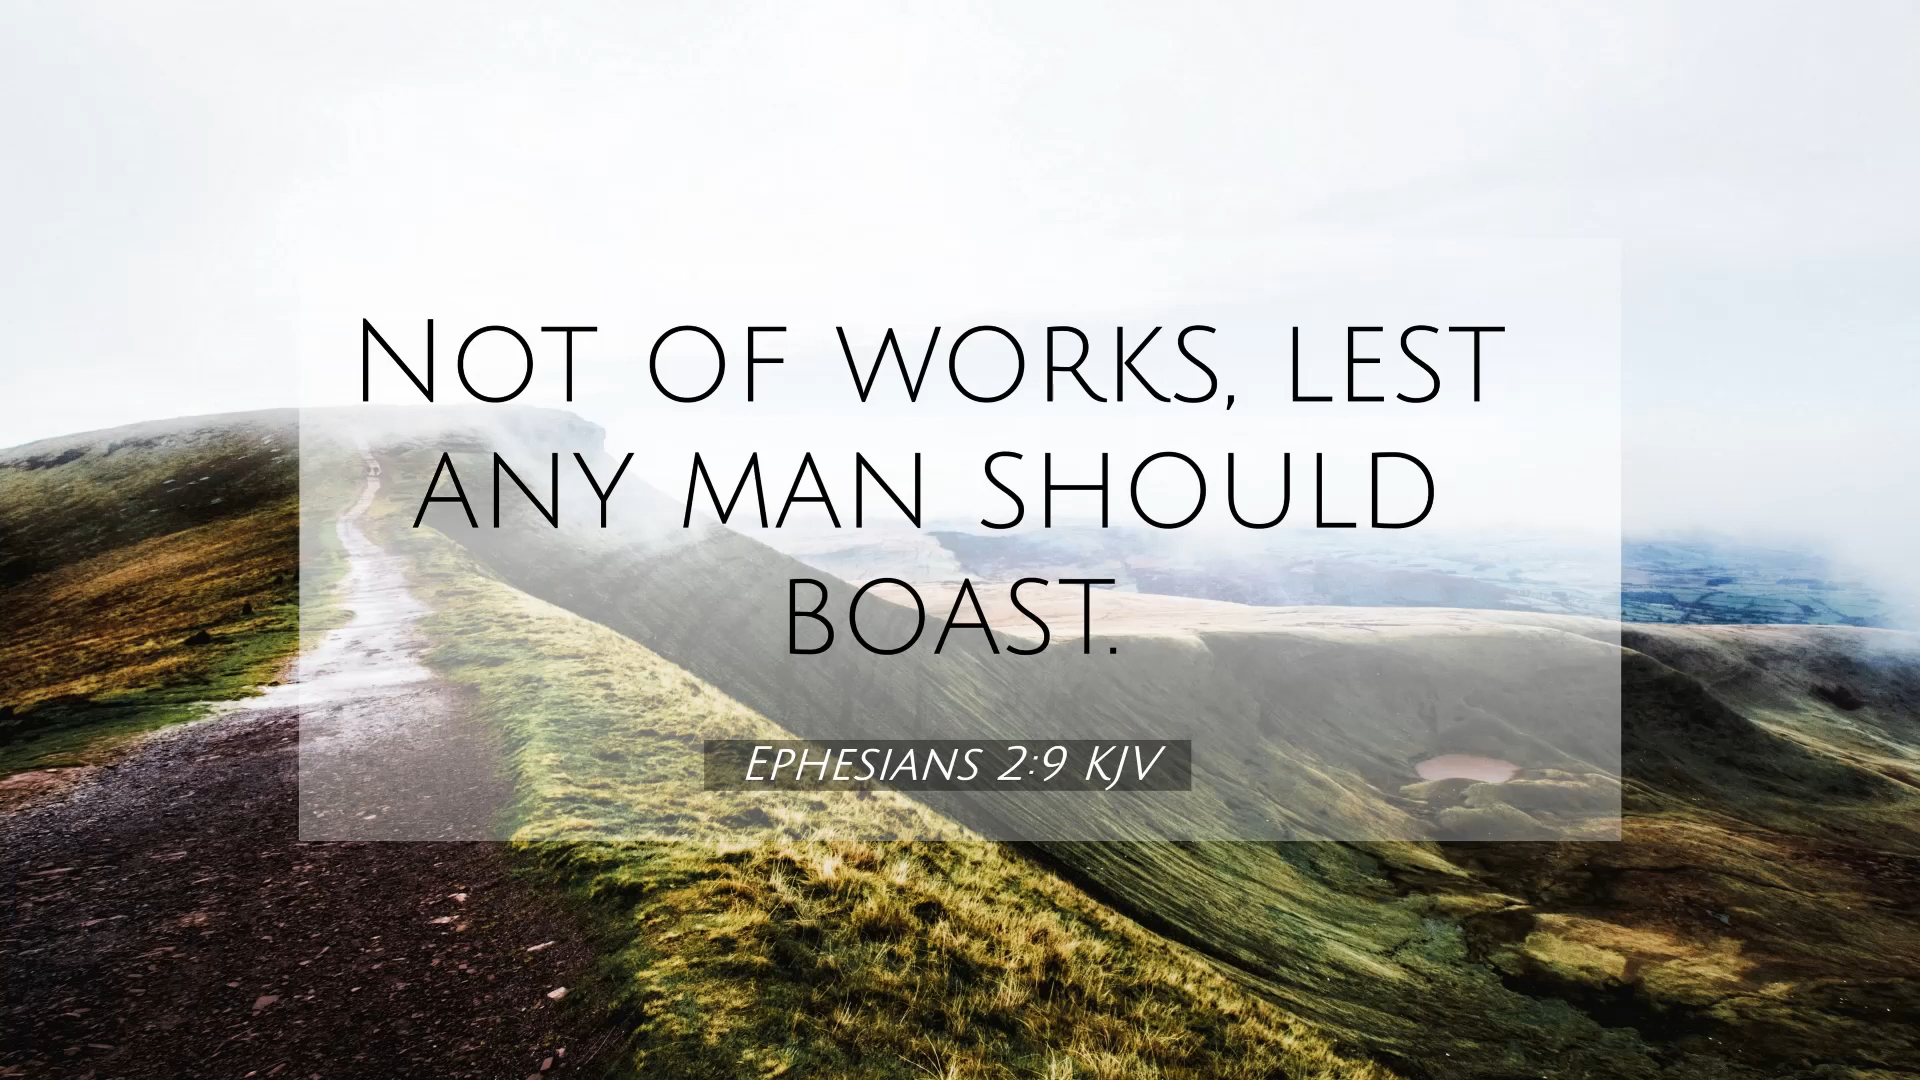 Not of works, lest
any man should
boast.
Ephesians 2:9 KJV